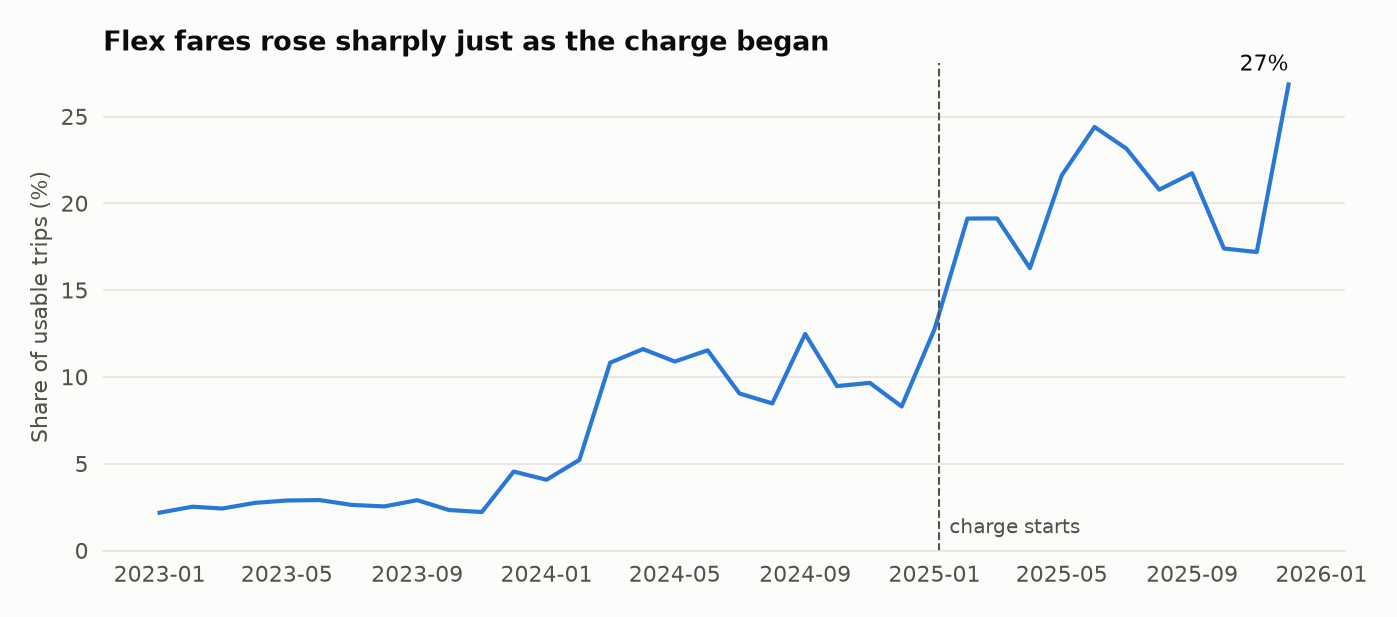 Flex fares rose sharply just as the charge began
27%
Share of usable trips (%)
25
20
15
10
5
0
charge starts
2023-01 2023-05 2023-09 2024-01 2024-05 2024-09 2025-01 2025-05 2025-09 2026-01